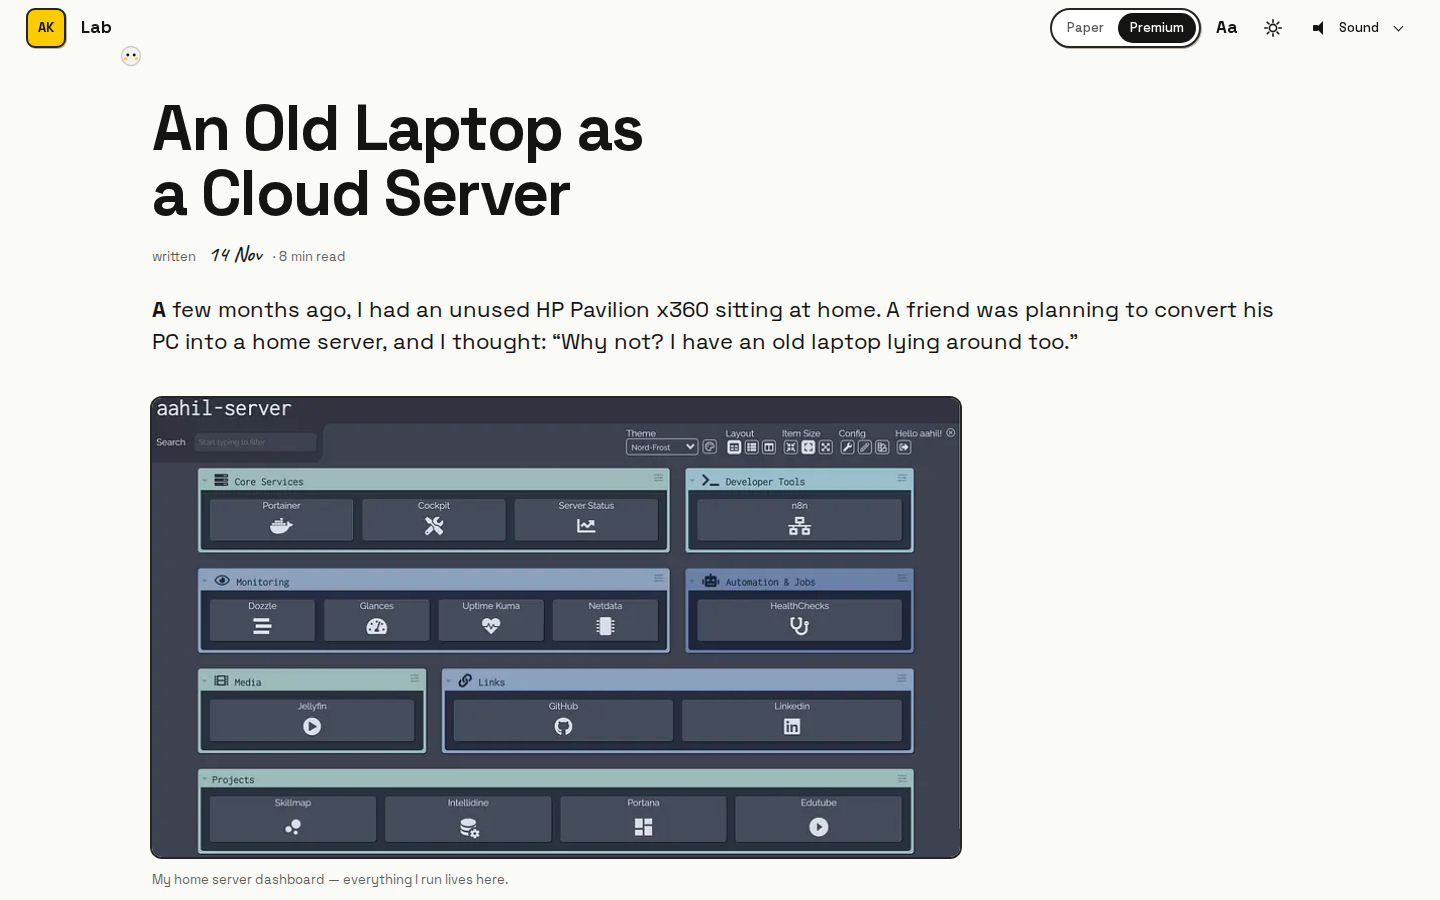 AK Lab Paper Premium Aa Sound
An Old Laptop as
a Cloud Server
written 14 Nov · 8 min read
A few months ago, I had an unused HP Pavilion x360 sitting at home. A friend was planning to convert his
PC into a home server, and I thought: “Why not? I have an old laptop lying around too.”
aahil-server
Theme Layout Item Size Config Hello aahil!
Search Start typing to filter Nord-Frost
Core Services Developer Tools
Portainer Cockpit Server Status n8n
Monitoring Automation & Jobs
Dozzle Glances Uptime Kuma Netdata HealthChecks
Media Links
Jellyfin GitHub Linkedin
Projects
Skillmap Intellidine Portana Edutube
My home server dashboard — everything I run lives here.